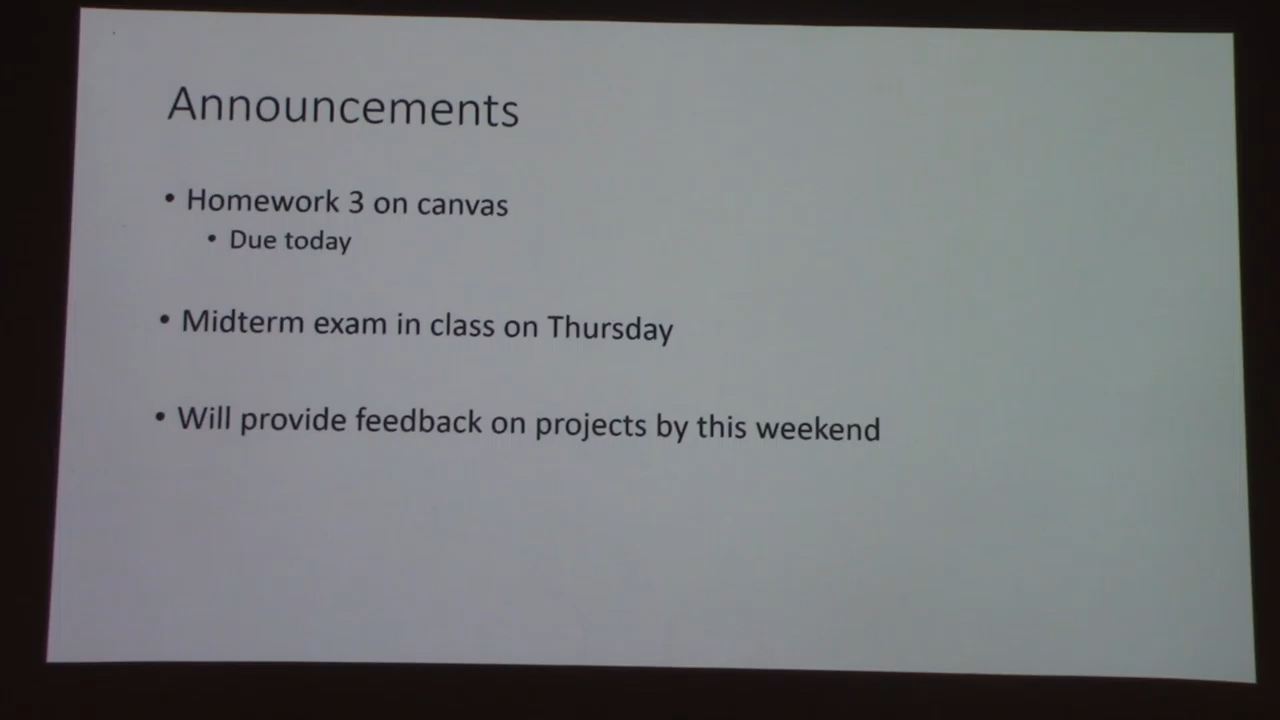 Announcements
• Homework 3 on canvas
• Due today
• Midterm exam in class on Thursday
• Will provide feedback on projects by this weekend